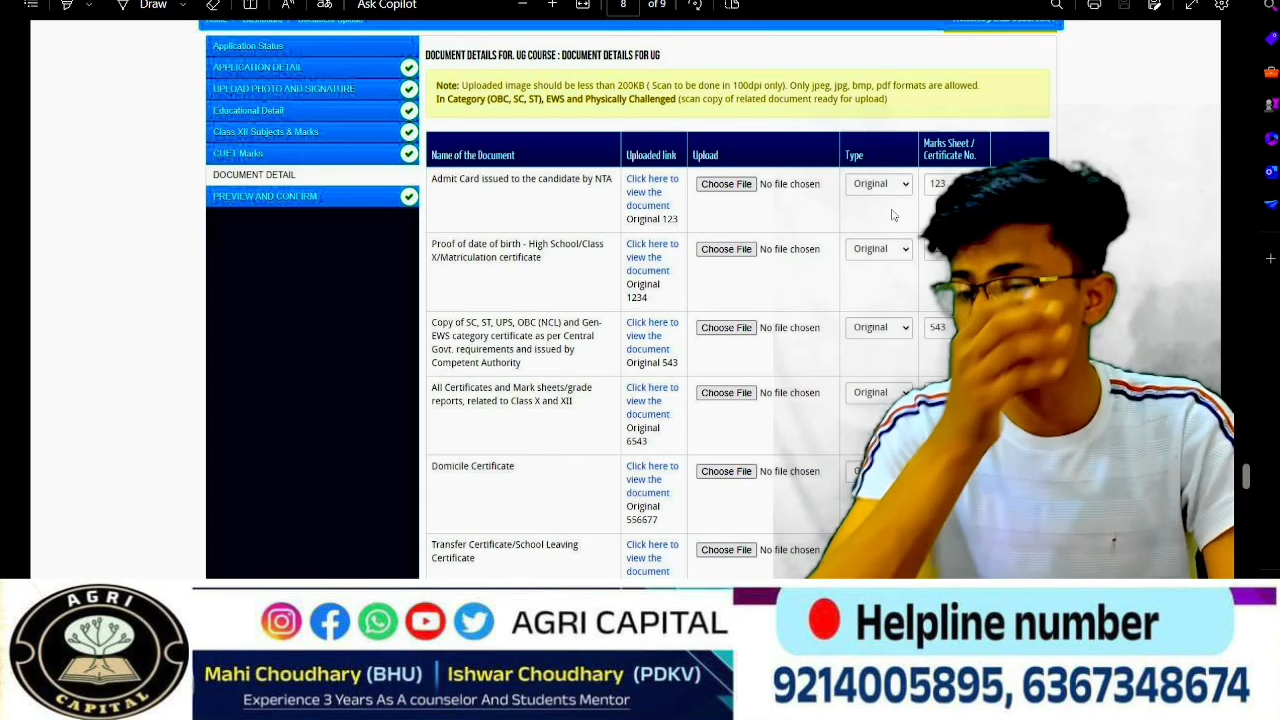 Draw
Ask Copilot
8 of 9
Application Status
APPLICATION DETAIL
UPLOAD PHOTO AND SIGNATURE
Educational Detail
Class XII Subjects & Marks
CUET Marks
DOCUMENT DETAIL
PREVIEW AND CONFIRM
DOCUMENT DETAILS FOR. UG COURSE : DOCUMENT DETAILS FOR UG
Note: Uploaded image should be less than 200KB ( Scan to be done in 100dpi only). Only jpeg, jpg, bmp, pdf formats are allowed.
In Category (OBC, SC, ST), EWS and Physically Challenged (scan copy of related document ready for upload)
Name of the Document Uploaded link Upload Type Marks Sheet / Certificate No.
Admit Card issued to the candidate by NTA
Click here to
view the
document
Original 123
Choose File No file chosen
Original
123
Proof of date of birth - High School/Class
X/Matriculation certificate
Click here to
view the
document
Original
1234
Choose File No file chosen
Original
Copy of SC, ST, UPS, OBC (NCL) and Gen-
EWS category certificate as per Central
Govt. requirements and issued by
Competent Authority
Click here to
view the
document
Original 543
Choose File No file chosen
Original
543
All Certificates and Mark sheets/grade
reports, related to Class X and XII
Click here to
view the
document
Original
6543
Choose File No file chosen
Original
Domicile Certificate
Click here to
view the
document
Original
556677
Choose File No file chosen
Transfer Certificate/School Leaving
Certificate
Click here to
view the
document
Choose File No file chosen
AGRI
CAPITAL
AGRI CAPITAL
Mahi Choudhary (BHU) | Ishwar Choudhary (PDKV)
Experience 3 Years As A counselor And Students Mentor
Helpline number
9214005895, 6367348674